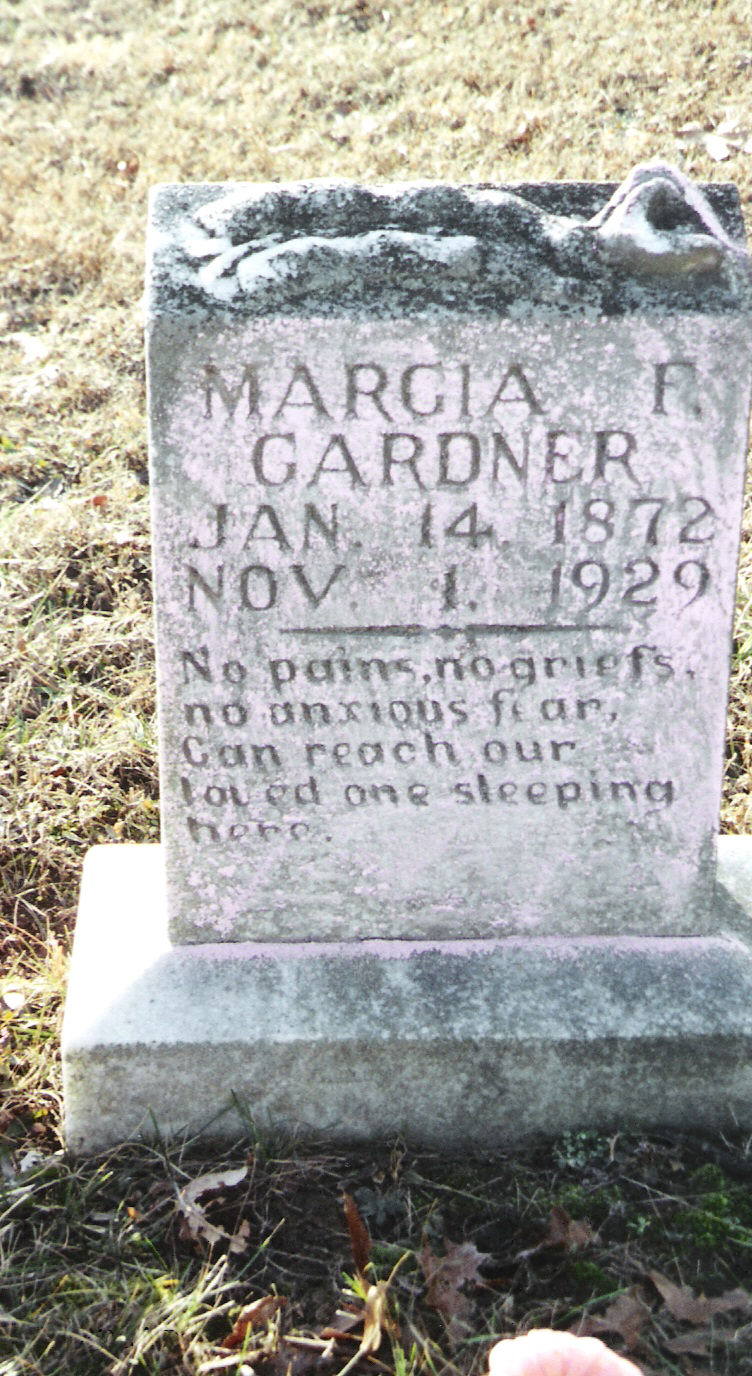 MARCIA F.
GARDNER
JAN. 14. 1872
NOV. 1. 1929
No pains, no griefs,
no anxious fear,
Can reach our
loved one sleeping
here.